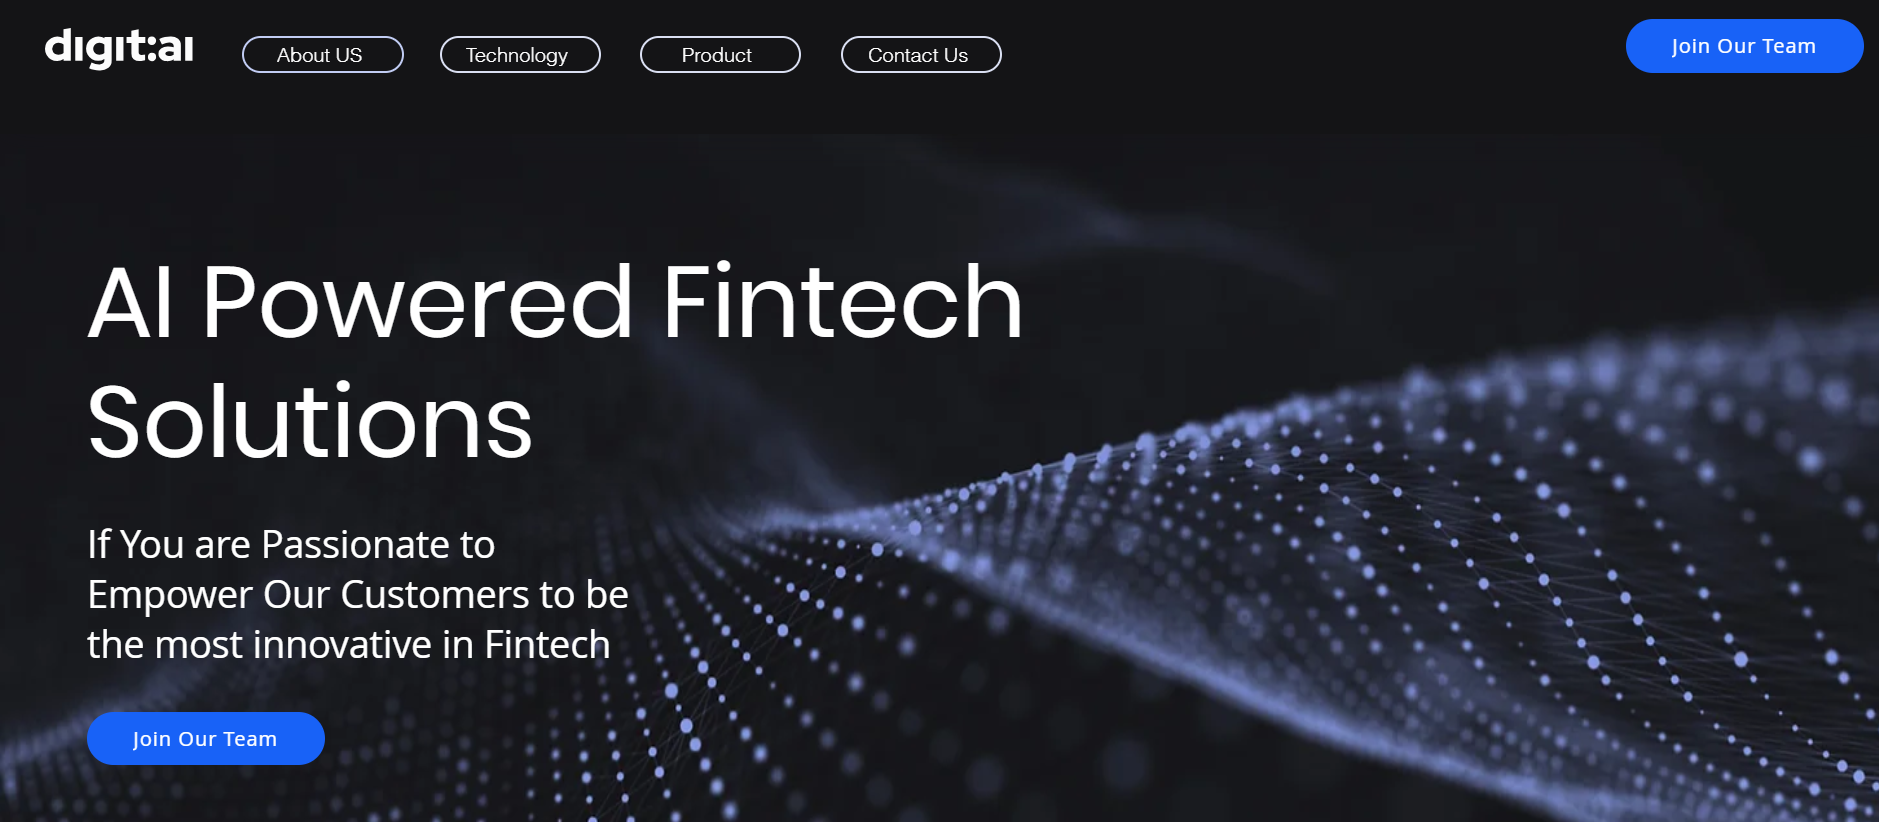 digit:ai
About US
Technology
Product
Contact Us
Join Our Team
AI Powered Fintech
Solutions
If You are Passionate to
Empower Our Customers to be
the most innovative in Fintech
Join Our Team